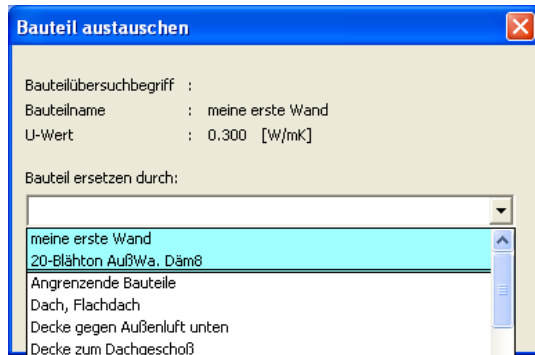 Bauteil austauschen
Bauteilübersuchbegriff :
Bauteilname : meine erste Wand
U-Wert : 0.300 [W/mK]
Bauteil ersetzen durch:
meine erste Wand
20-Blähton AußWa. Däm8
Angrenzende Bauteile
Dach, Flachdach
Decke gegen Außenluft unten
Decke zum Dachgeschoß